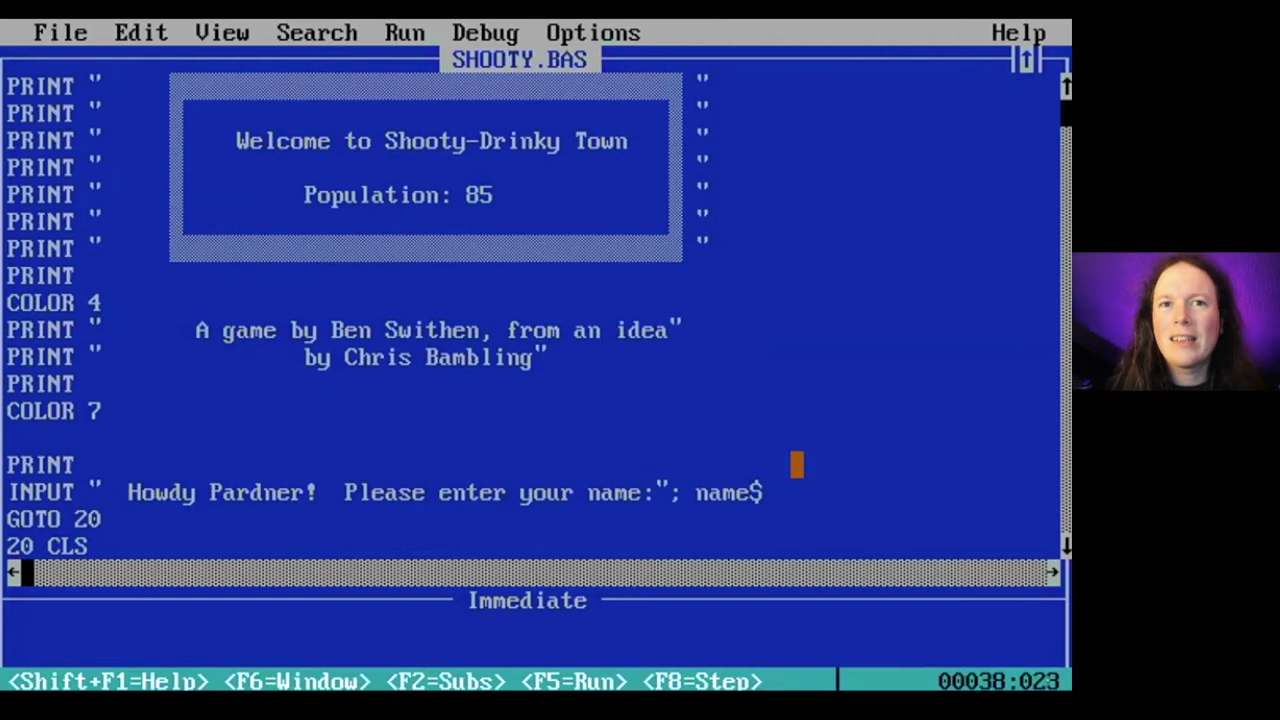 File Edit View Search Run Debug Options Help
SHOOTY.BAS
PRINT " "
PRINT " "
PRINT " Welcome to Shooty-Drinky Town "
PRINT " "
PRINT " Population: 85 "
PRINT " "
PRINT " "
PRINT
COLOR 4
PRINT " A game by Ben Swithen, from an idea"
PRINT " by Chris Bambling"
PRINT
COLOR 7
PRINT
INPUT " Howdy Pardner! Please enter your name:"; name$
GOTO 20
20 CLS
Immediate
<Shift+F1=Help> <F6=Window> <F2=Subs> <F5=Run> <F8=Step> 00038:023